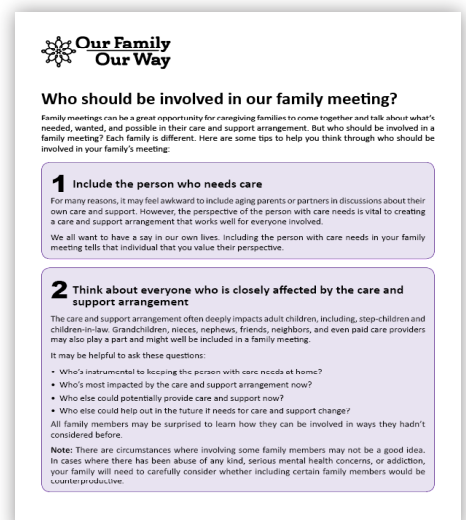 Our Family
Our Way
Who should be involved in our family meeting?
Family meetings can be a great opportunity for caregiving families to come together and talk about what's
needed, wanted, and possible in their care and support arrangement. But who should be involved in a
family meeting? Each family is different. Here are some tips to help you think through who should be
involved in your family's meeting:
1 Include the person who needs care
For many reasons, it may feel awkward to include aging parents or partners in discussions about their
own care and support. However, the perspective of the person with care needs is vital to creating
a care and support arrangement that works well for everyone involved.
We all want to have a say in our own lives. Including the person with care needs in your family
meeting tells that individual that you value their perspective.
2 Think about everyone who is closely affected by the care and
support arrangement
The care and support arrangement often deeply impacts adult children, including, step-children and
children-in-law. Grandchildren, nieces, nephews, friends, neighbors, and even paid care providers
may also play a part and might well be included in a family meeting.
It may be helpful to ask these questions:
• Who's instrumental to keeping the person with care needs at home?
• Who's most impacted by the care and support arrangement now?
• Who else could potentially provide care and support now?
• Who else could help out in the future if needs for care and support change?
All family members may be surprised to learn how they can be involved in ways they hadn't
considered before.
Note: There are circumstances where involving some family members may not be a good idea.
In cases where there has been abuse of any kind, serious mental health concerns, or addiction,
your family will need to carefully consider whether including certain family members would be
counterproductive.